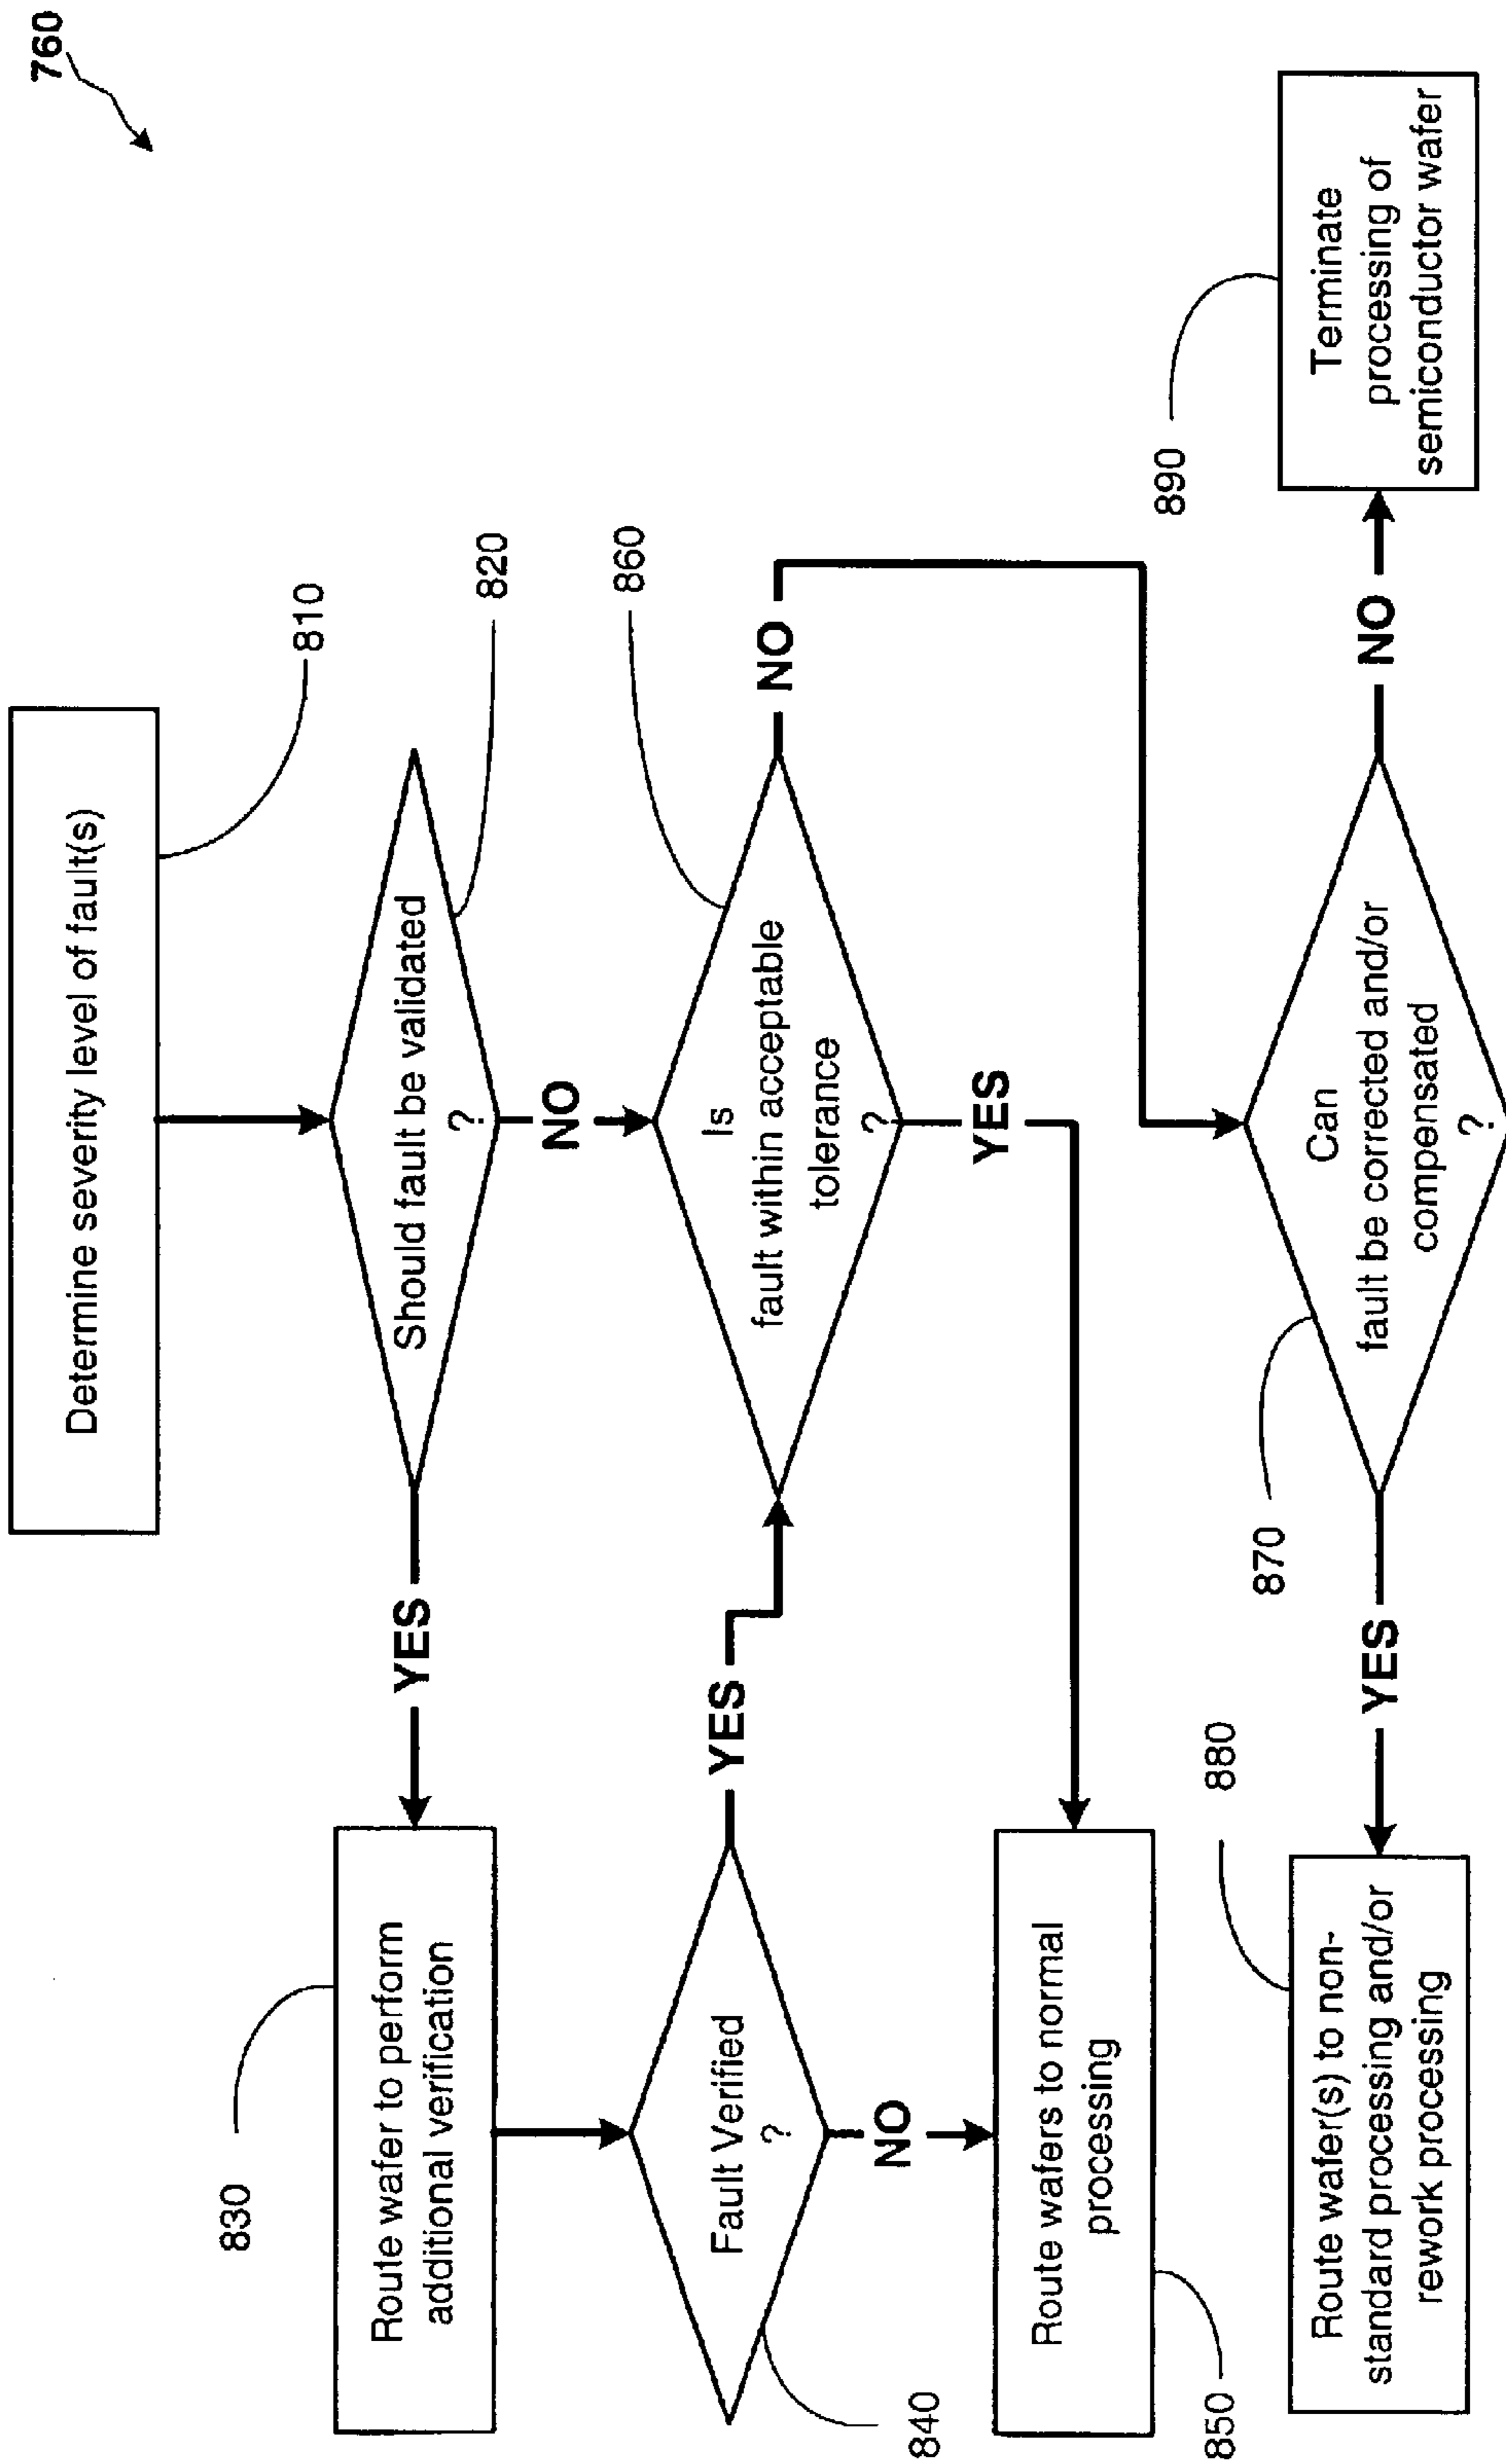 760
Determine severity level of fault(s)
810
Should fault be validated
?
820
YES
NO
830
Route wafer to perform
additional verification
Is
fault within acceptable
tolerance
?
860
NO
YES
Fault Verified
?
840
YES
NO
Route wafers to normal
processing
850
Can
fault be corrected and/or
compensated
?
870
YES
NO
880
Route wafer(s) to non-
standard processing and/or
rework processing
890
Terminate
processing of
semiconductor wafer